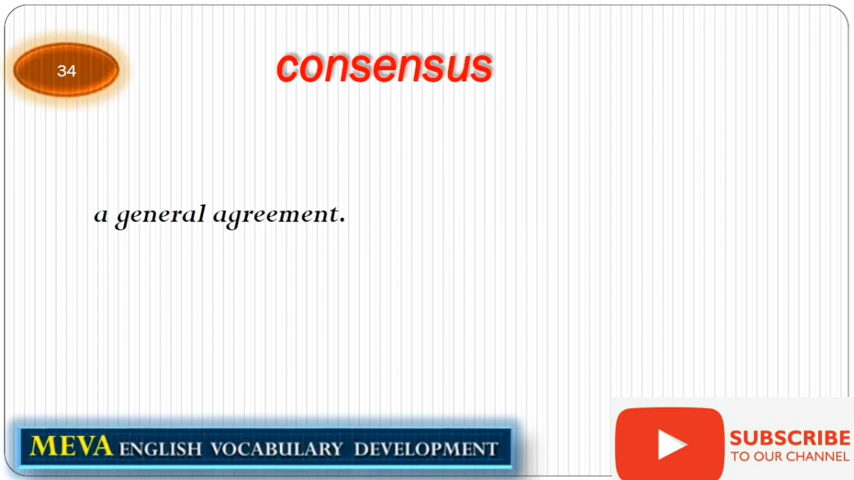 34
consensus
a general agreement.
MEVA ENGLISH VOCABULARY DEVELOPMENT
SUBSCRIBE
TO OUR CHANNEL